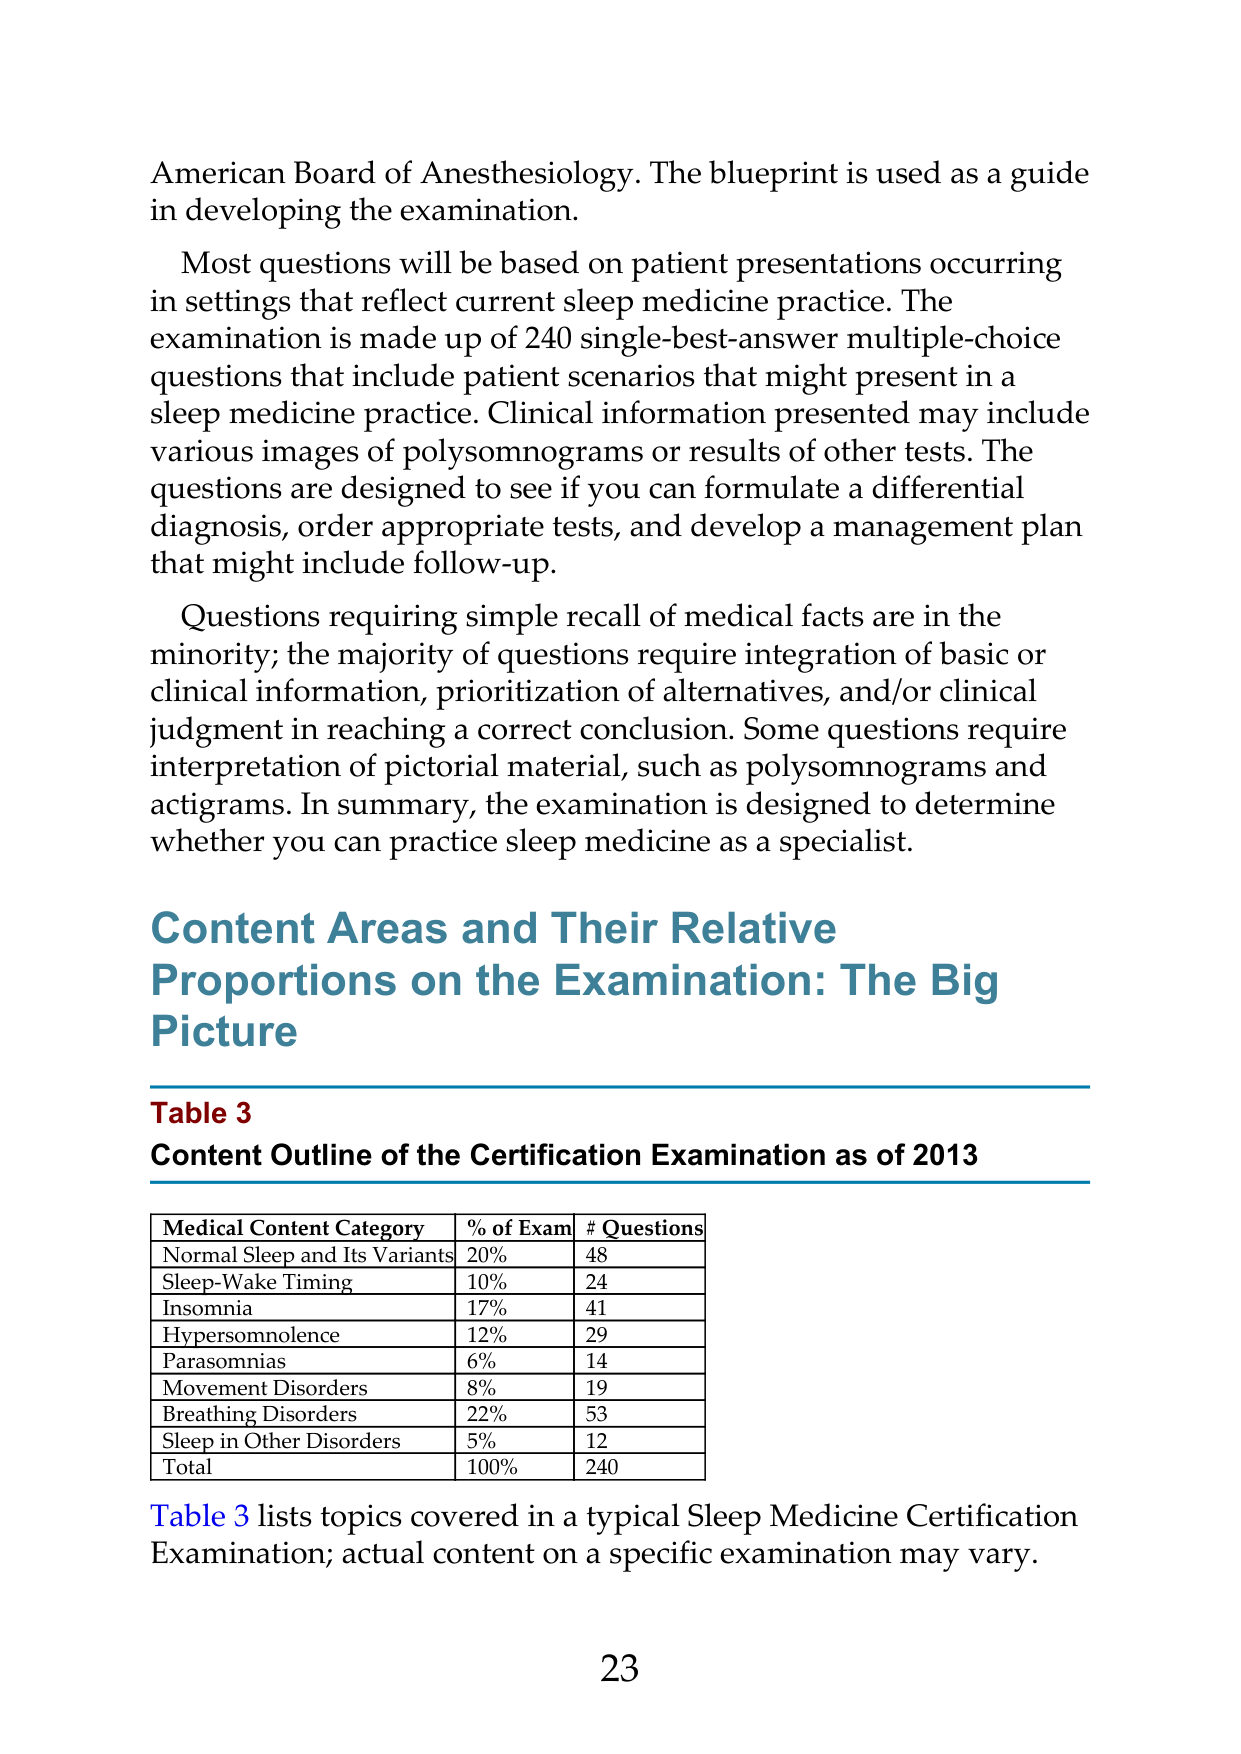 American Board of Anesthesiology. The blueprint is used as a guide
in developing the examination.
Most questions will be based on patient presentations occurring
in settings that reflect current sleep medicine practice. The
examination is made up of 240 single-best-answer multiple-choice
questions that include patient scenarios that might present in a
sleep medicine practice. Clinical information presented may include
various images of polysomnograms or results of other tests. The
questions are designed to see if you can formulate a differential
diagnosis, order appropriate tests, and develop a management plan
that might include follow-up.
Questions requiring simple recall of medical facts are in the
minority; the majority of questions require integration of basic or
clinical information, prioritization of alternatives, and/or clinical
judgment in reaching a correct conclusion. Some questions require
interpretation of pictorial material, such as polysomnograms and
actigrams. In summary, the examination is designed to determine
whether you can practice sleep medicine as a specialist.
Content Areas and Their Relative
Proportions on the Examination: The Big
Picture
Table 3
Content Outline of the Certification Examination as of 2013
Medical Content Category % of Exam # Questions
Normal Sleep and Its Variants 20% 48
Sleep-Wake Timing 10% 24
Insomnia 17% 41
Hypersomnolence 12% 29
Parasomnias 6% 14
Movement Disorders 8% 19
Breathing Disorders 22% 53
Sleep in Other Disorders 5% 12
Total 100% 240
Table 3 lists topics covered in a typical Sleep Medicine Certification
Examination; actual content on a specific examination may vary.
23